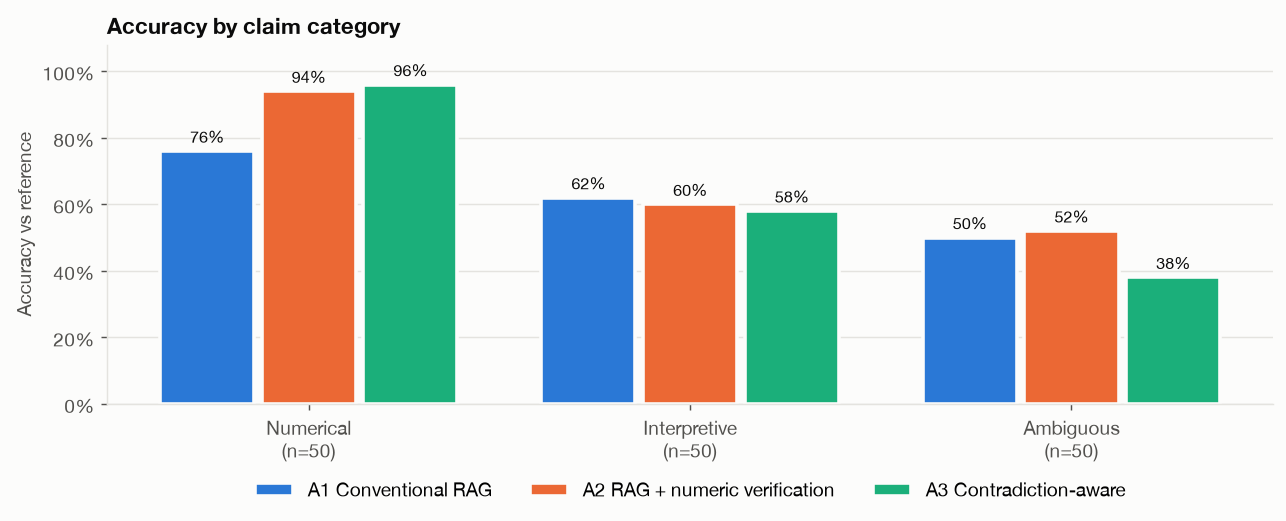 Accuracy by claim category
Accuracy vs reference
100%
80%
60%
40%
20%
0%
76%
94%
96%
62%
60%
58%
50%
52%
38%
Numerical
(n=50)
Interpretive
(n=50)
Ambiguous
(n=50)
A1 Conventional RAG
A2 RAG + numeric verification
A3 Contradiction-aware